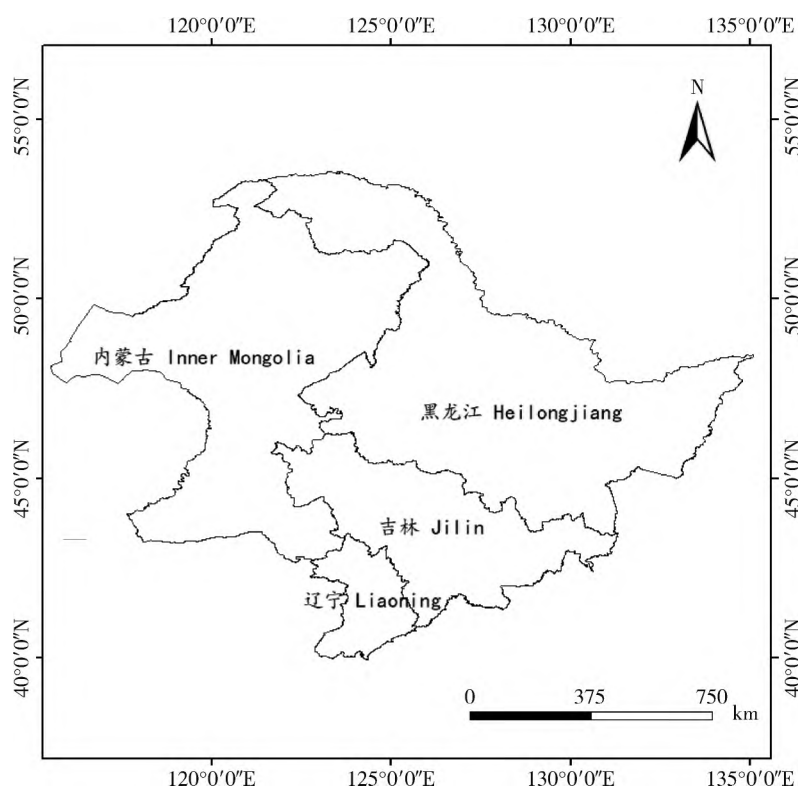 120°0′0″E 125°0′0″E 130°0′0″E 135°0′0″E
N
55°0′0″N 55°0′0″N
50°0′0″N 50°0′0″N
内蒙古 Inner Mongolia
黑龙江 Heilongjiang
45°0′0″N 45°0′0″N
吉林 Jilin
辽宁 Liaoning
40°0′0″N 40°0′0″N
0 375 750
km
120°0′0″E 125°0′0″E 130°0′0″E 135°0′0″E